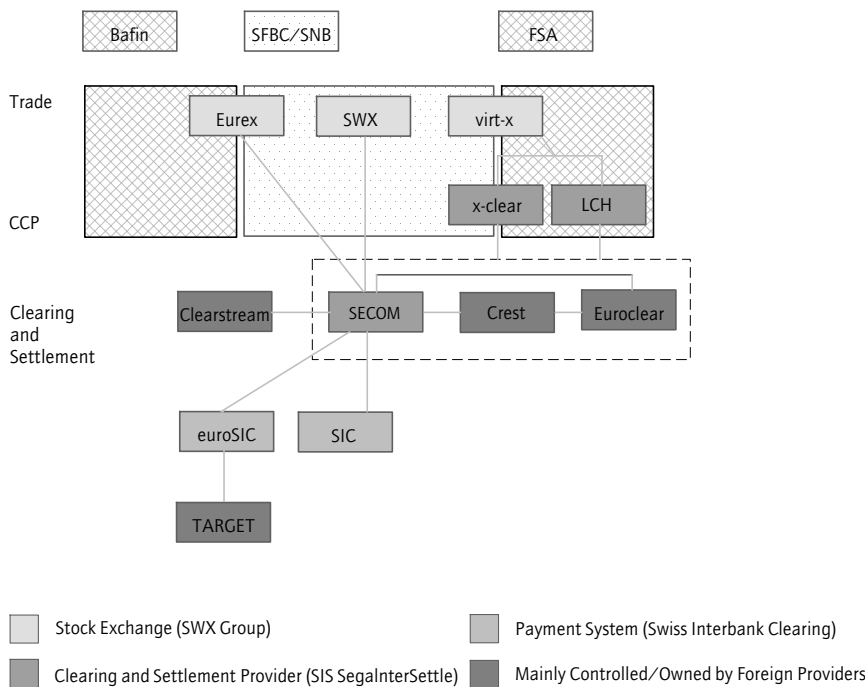 Bafin
SFBC/SNB
FSA
Trade
Eurex
SWX
virt-x
x-clear
LCH
CCP
Clearing
and
Settlement
Clearstream
SECOM
Crest
Euroclear
euroSIC
SIC
TARGET
Stock Exchange (SWX Group)
Payment System (Swiss Interbank Clearing)
Clearing and Settlement Provider (SIS SegaInterSettle)
Mainly Controlled/Owned by Foreign Providers